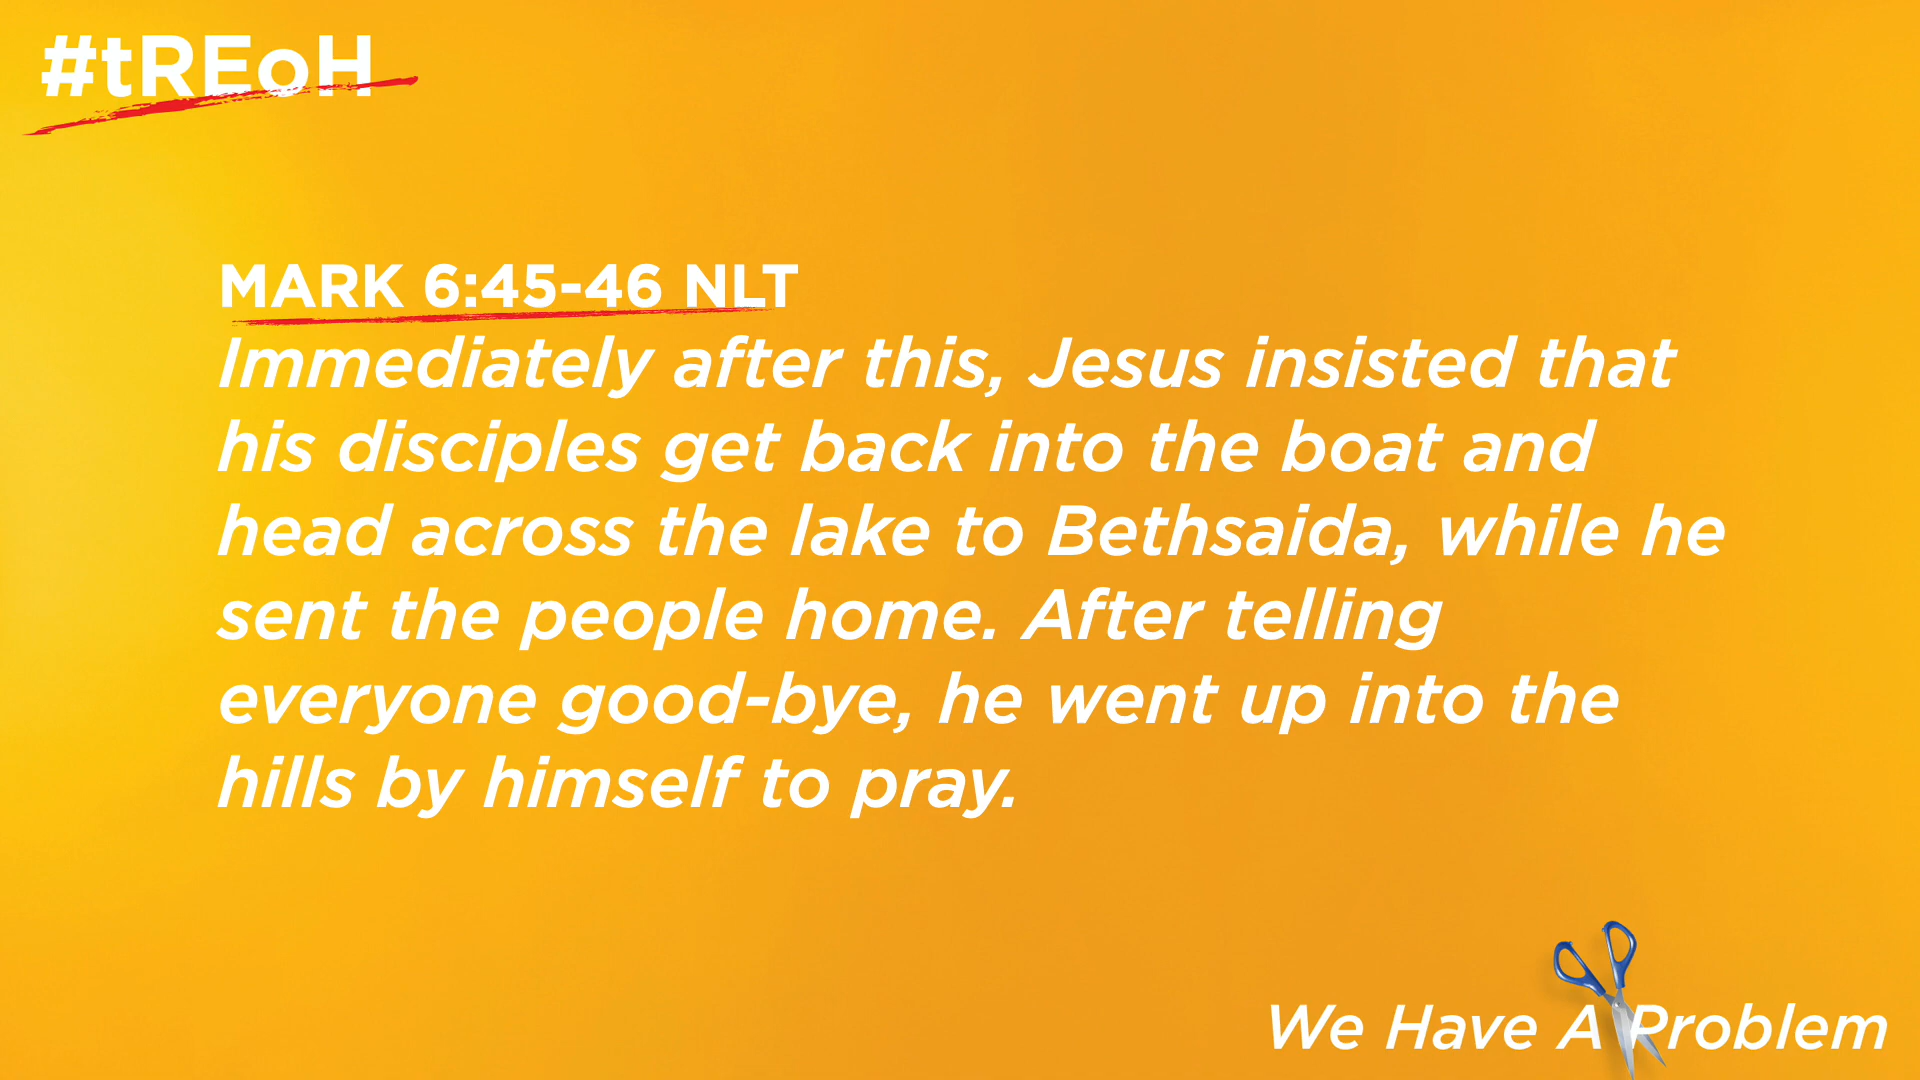 #tREoH
MARK 6:45-46 NLT
Immediately after this, Jesus insisted that
his disciples get back into the boat and
head across the lake to Bethsaida, while he
sent the people home. After telling
everyone good-bye, he went up into the
hills by himself to pray.
We Have A Problem